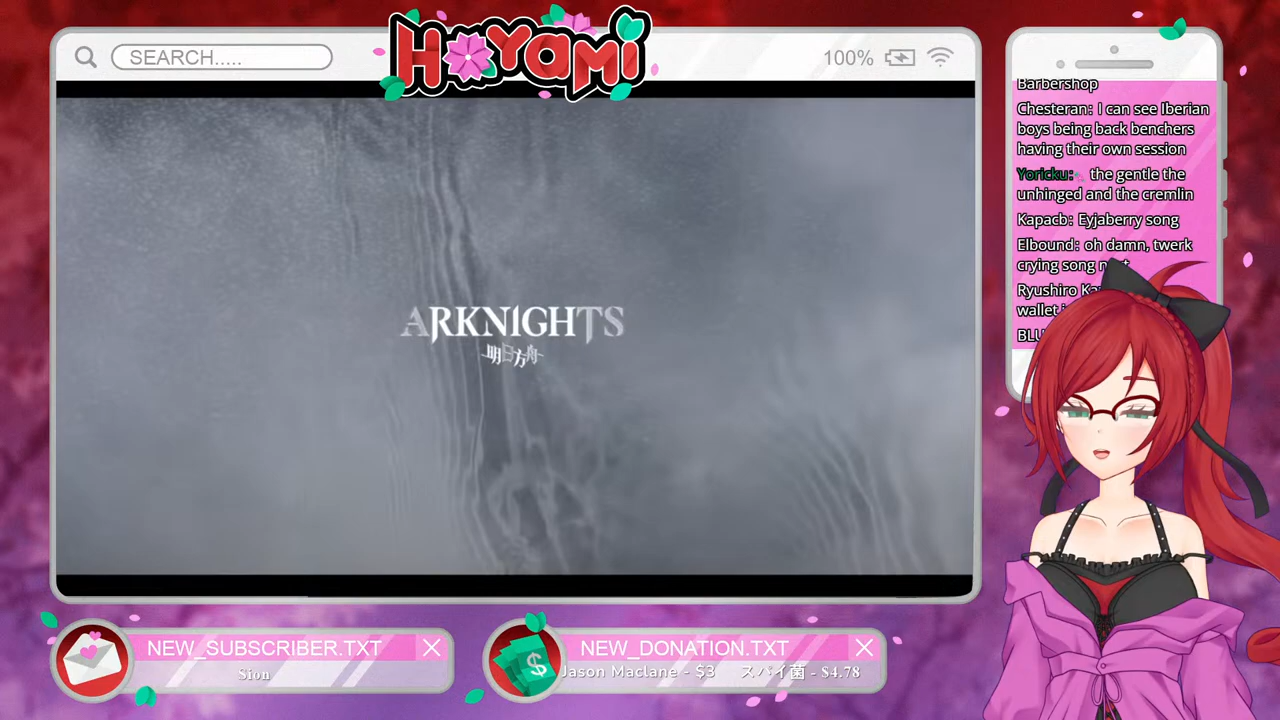 SEARCH.....
HOYAMI
100%
ARKNIGHTS
明日方舟
Barbershop
Chesteran: I can see Iberian
boys being back benchers
having their own session
Yoricku: the gentle the
unhinged and the cremlin
Kapacb: Eyjaberry song
Elbound: oh damn, twerk
crying song
Ryushiro
NEW_SUBSCRIBER.TXT
Sion
NEW_DONATION.TXT
Jason Maclane - $3 スパイ菌 - $4.78